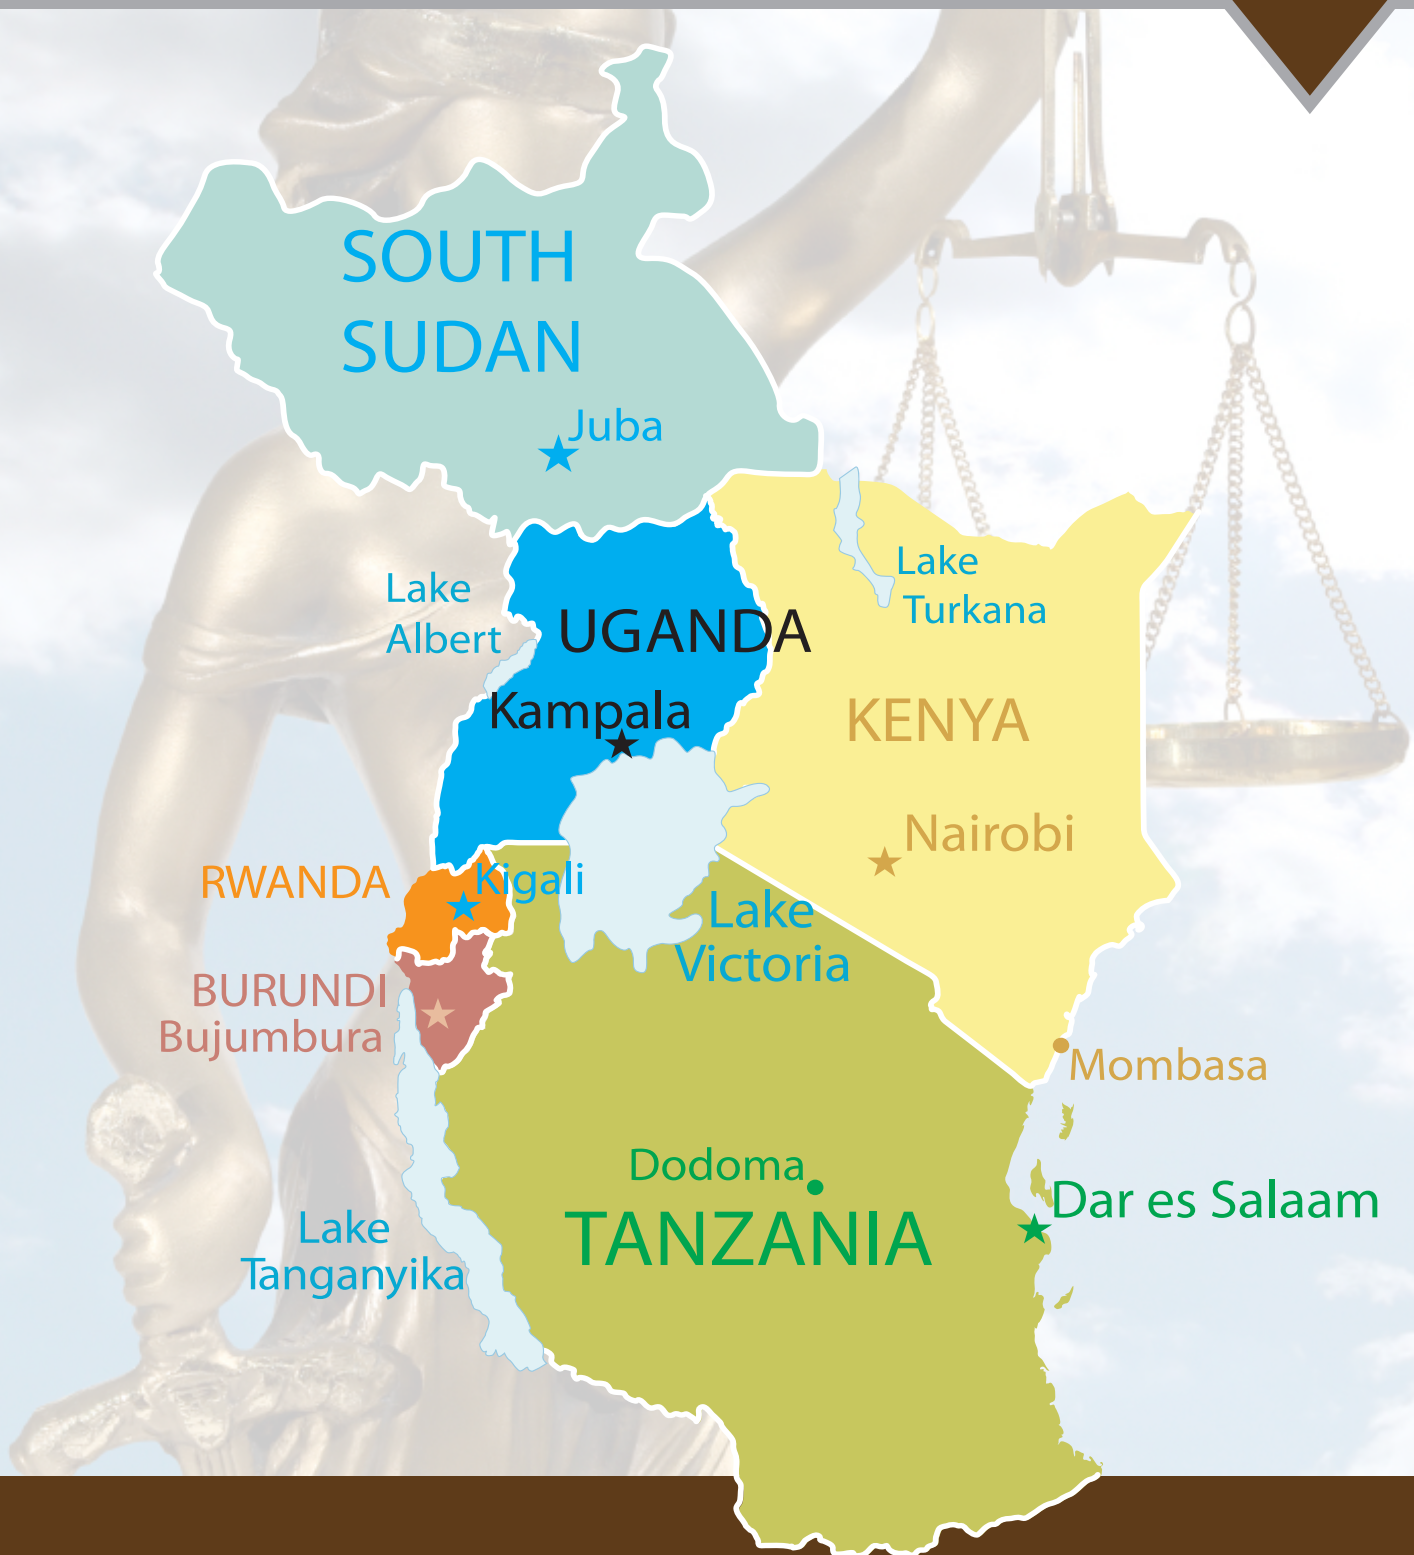 SOUTH
SUDAN
Juba
Lake
Turkana
Lake
Albert
UGANDA
Kampala
KENYA
Nairobi
RWANDA
Kigali
Lake
Victoria
BURUNDI
Bujumbura
Mombasa
Dodoma
TANZANIA
Dar es Salaam
Lake
Tanganyika